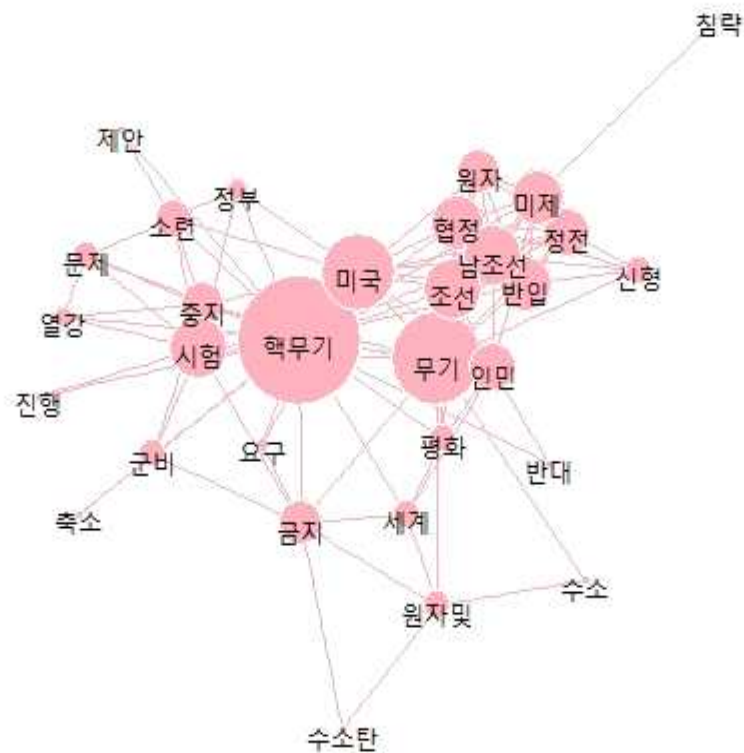 침략
제안
원자
정부
미제
소련
협정
정전
문제
미국
남조선
신형
조선
반입
중지
열강
핵무기
시험
무기
인민
진행
군비
요구
평화
반대
축소
금지
세계
수소
원자및
수소탄